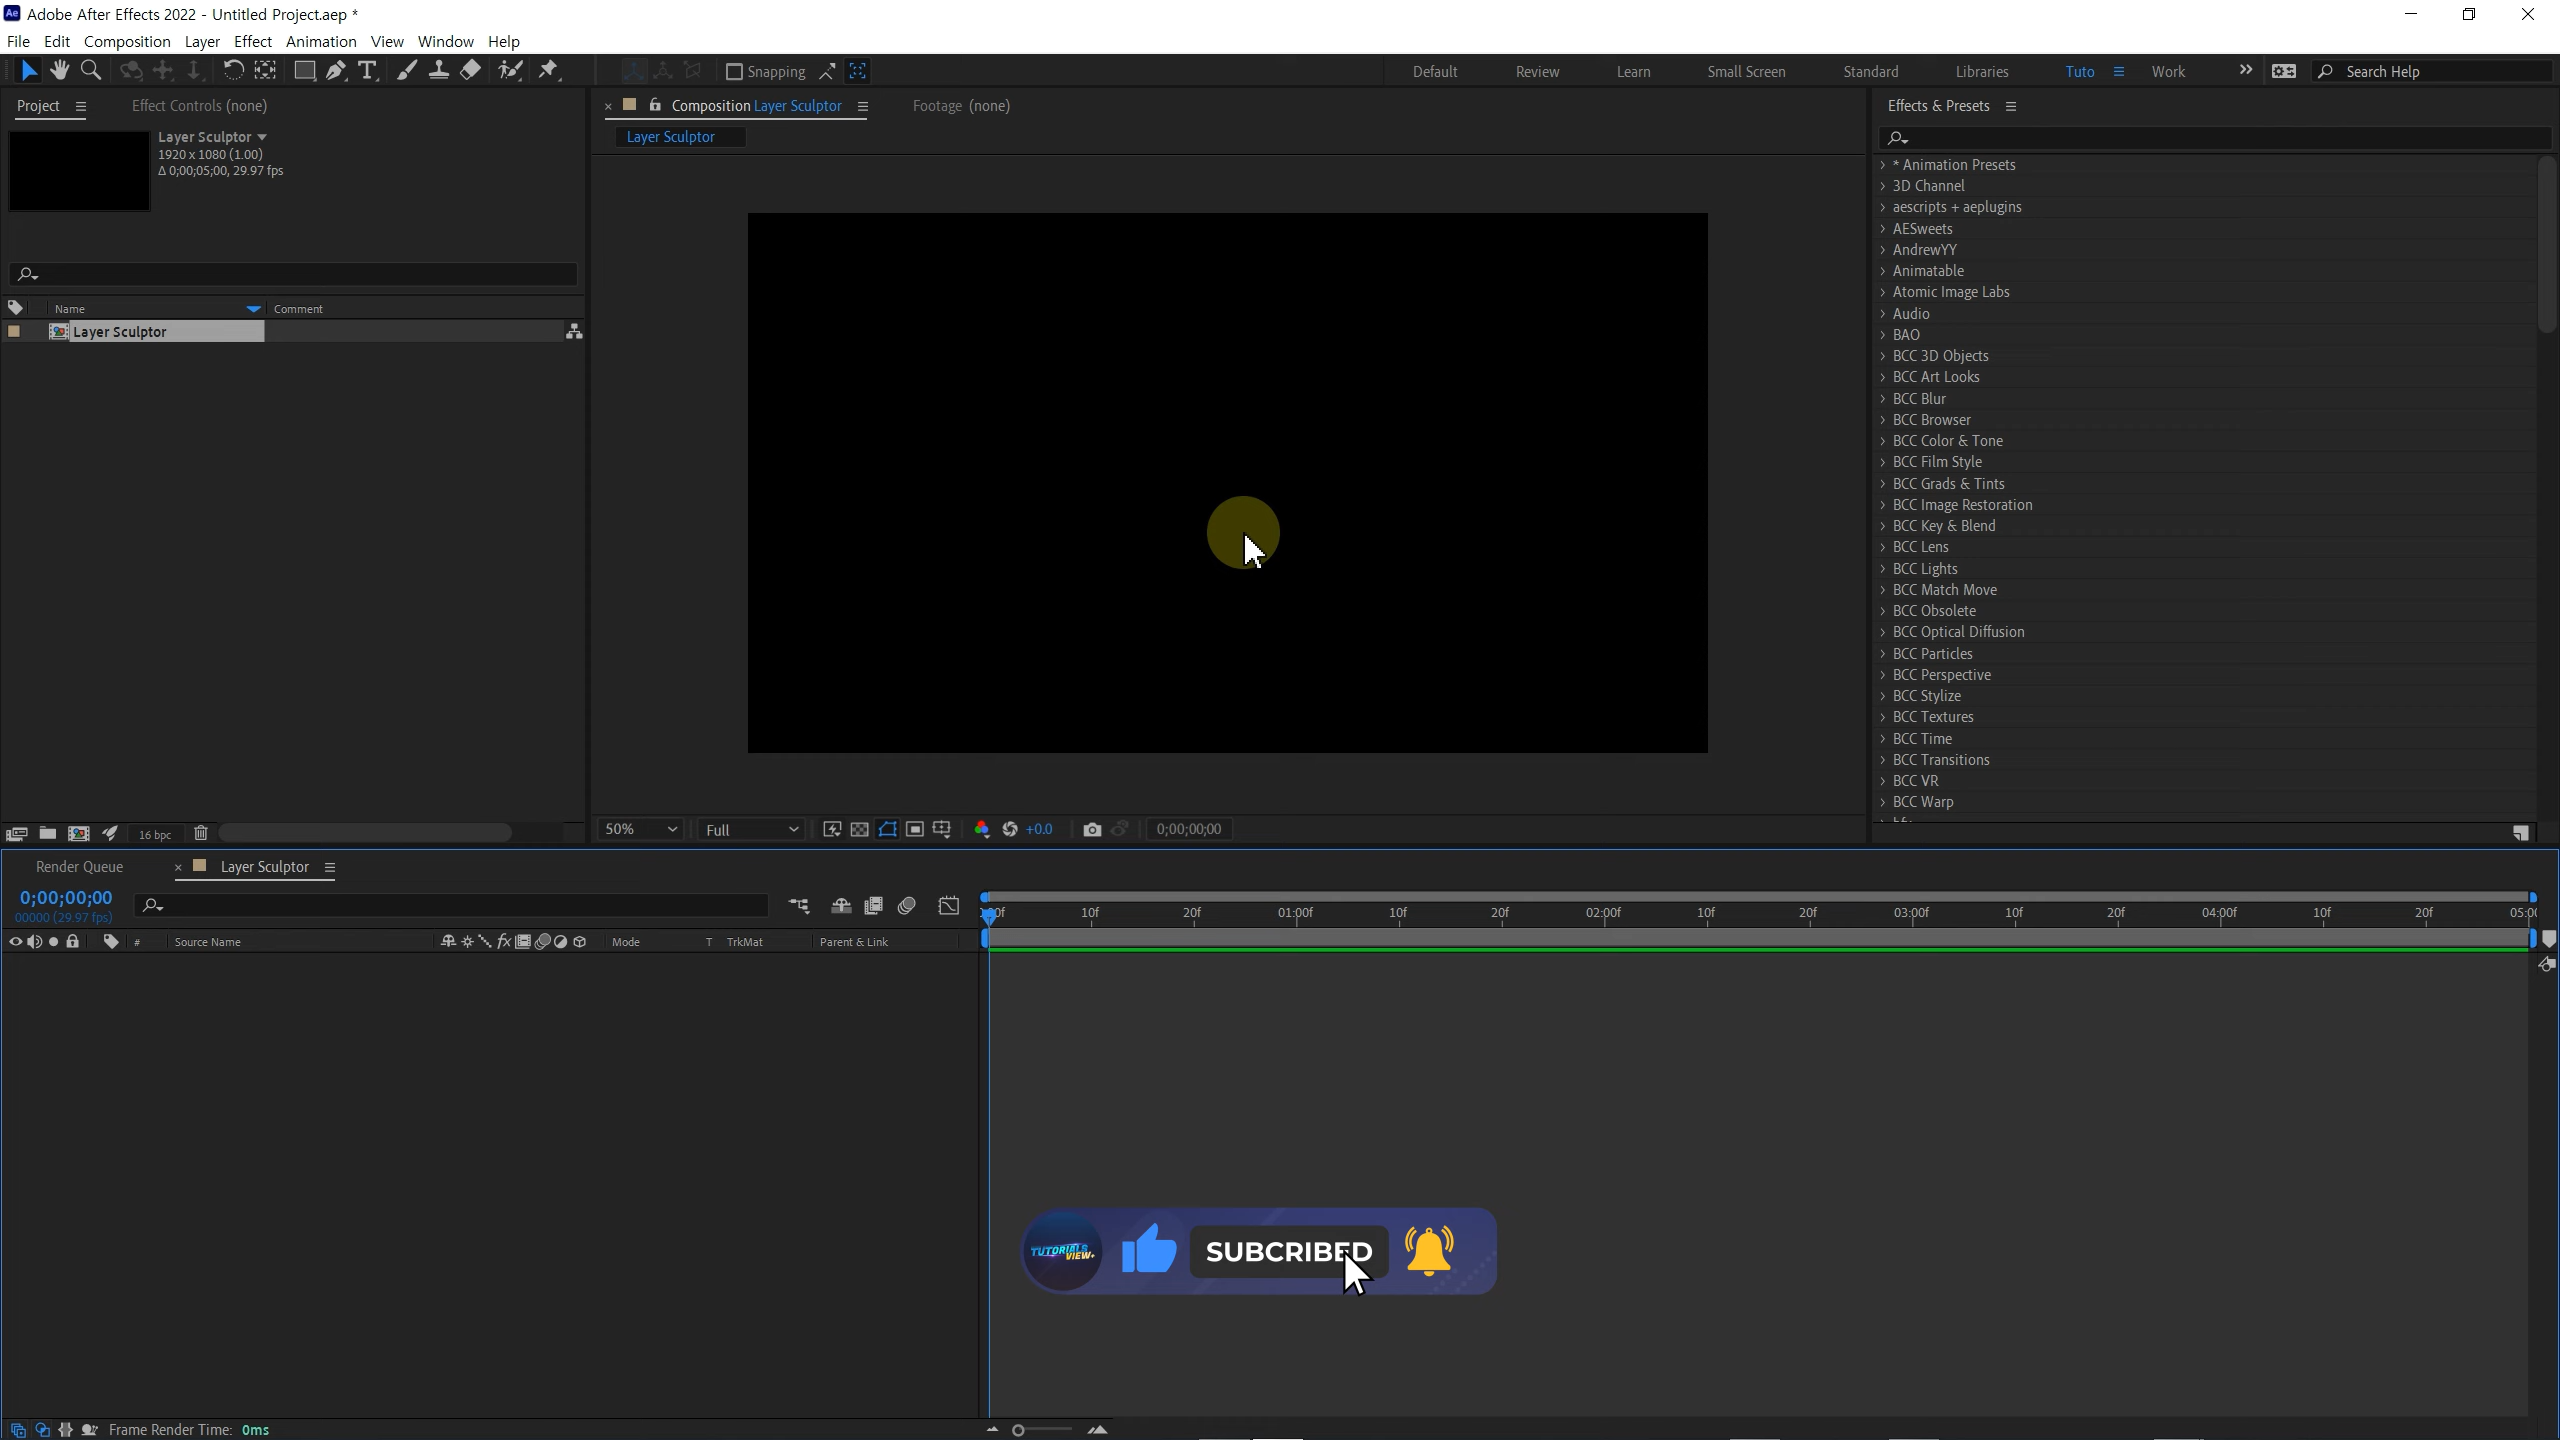 Adobe After Effects 2022 - Untitled Project.aep *
File Edit Composition Layer Effect Animation View Window Help
Snapping
Default Review Learn Small Screen Standard Libraries Tuto Work Search Help
Project Effect Controls (none)
Layer Sculptor
1920 x 1080 (1.00)
Δ 0;00;05;00, 29.97 fps
Name Comment
Layer Sculptor
16 bpc
Composition Layer Sculptor Footage (none)
Layer Sculptor
50% Full +0.0 0;00;00;00
Effects & Presets
* Animation Presets
3D Channel
aescripts + aeplugins
AESweets
AndrewYY
Animatable
Atomic Image Labs
Audio
BAO
BCC 3D Objects
BCC Art Looks
BCC Blur
BCC Browser
BCC Color & Tone
BCC Film Style
BCC Grads & Tints
BCC Image Restoration
BCC Key & Blend
BCC Lens
BCC Lights
BCC Match Move
BCC Obsolete
BCC Optical Diffusion
BCC Particles
BCC Perspective
BCC Stylize
BCC Textures
BCC Time
BCC Transitions
BCC VR
BCC Warp
Render Queue Layer Sculptor
0;00;00;00
00000 (29.97 fps)
10f 20f 01:00f 10f 20f 02:00f 10f 20f 03:00f 10f 20f 04:00f 10f 20f
# Source Name fx Mode T TrkMat Parent & Link
TUTORIALS
VIEW+
SUBCRIBED
Frame Render Time: 0ms